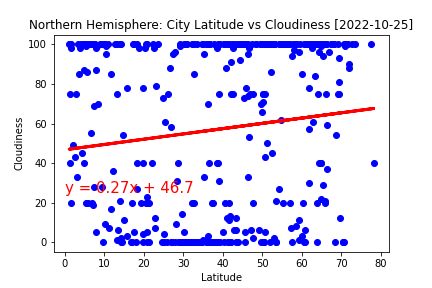 Northern Hemisphere: City Latitude vs Cloudiness [2022-10-25]
100
80
60
40
20
0
Cloudiness
y = 0.27x + 46.7
0 10 20 30 40 50 60 70 80
Latitude